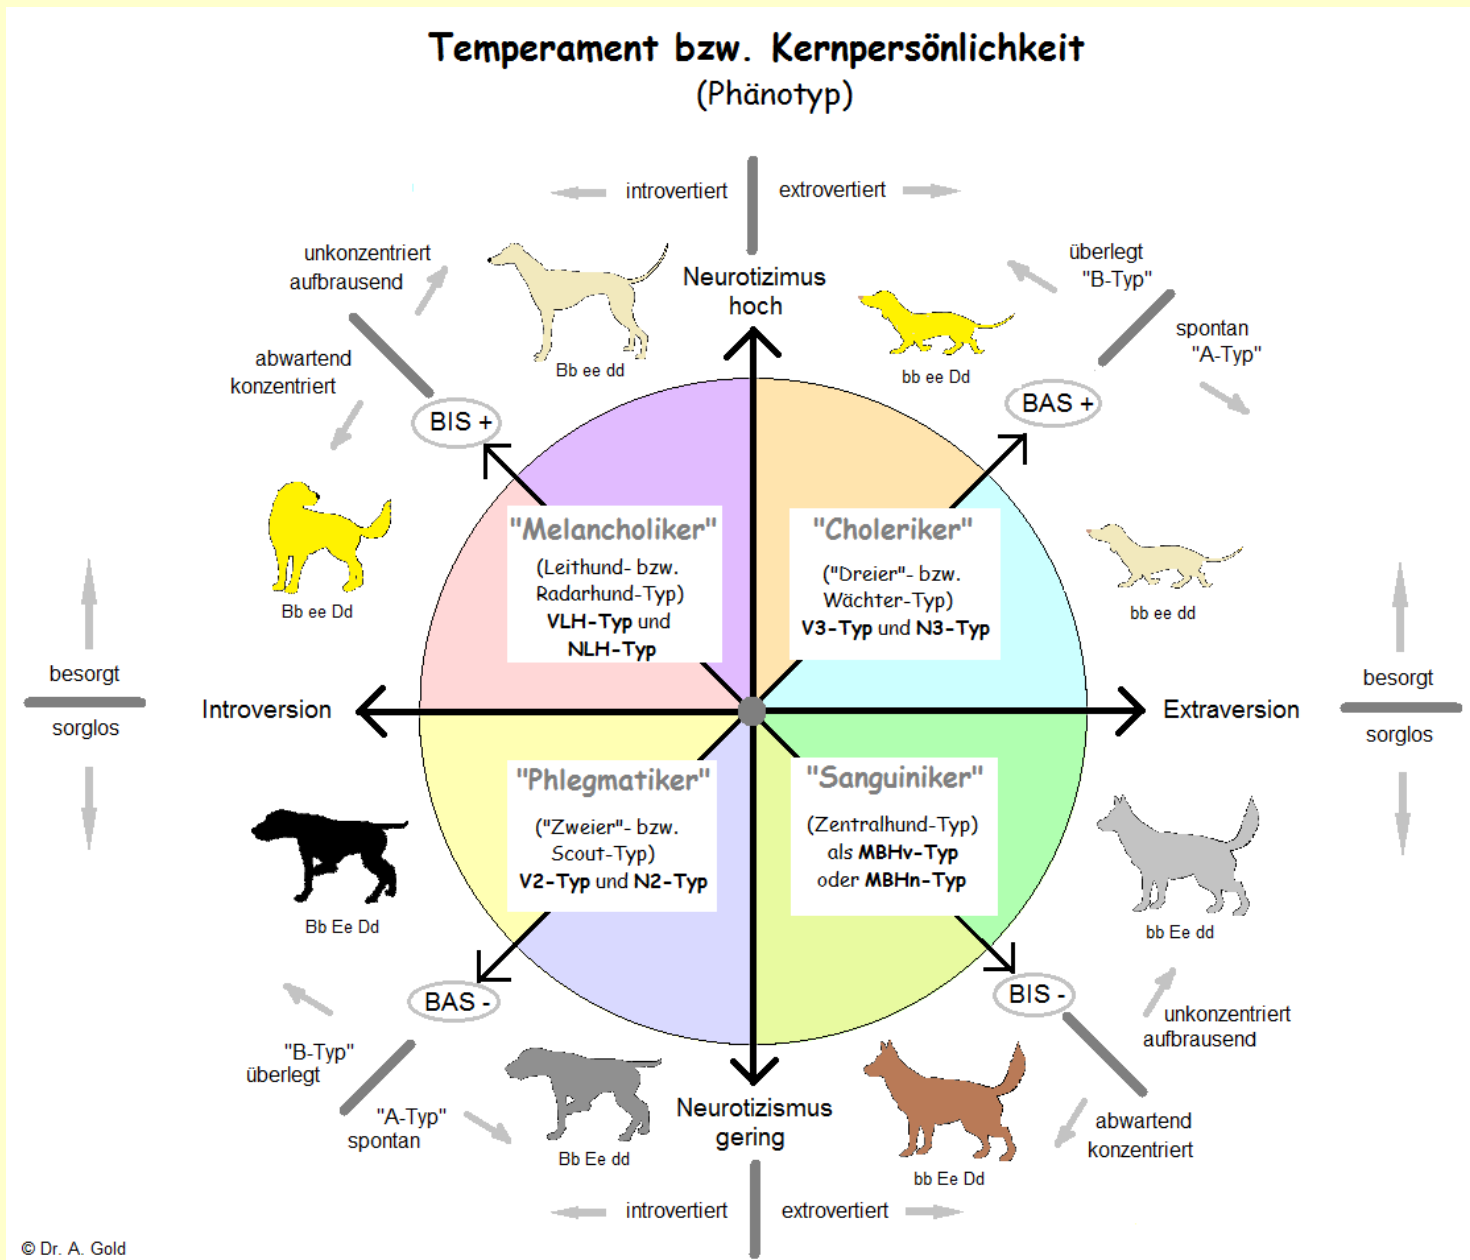 Temperament bzw. Kernpersönlichkeit
(Phänotyp)
introvertiert
extrovertiert
unkonzentriert
aufbrausend
Neurotizimus
hoch
überlegt
"B-Typ"
spontan
"A-Typ"
abwartend
konzentriert
Bb ee dd
bb ee Dd
BIS +
BAS +
Bb ee Dd
bb ee dd
"Melancholiker"
(Leithund- bzw.
Radarhund-Typ)
VLH-Typ und
NLH-Typ
"Choleriker"
("Dreier"- bzw.
Wächter-Typ)
V3-Typ und N3-Typ
besorgt
sorglos
Introversion
Extraversion
besorgt
sorglos
"Phlegmatiker"
("Zweier"- bzw.
Scout-Typ)
V2-Typ und N2-Typ
"Sanguiniker"
(Zentralhund-Typ)
als MBHv-Typ
oder MBHn-Typ
Bb Ee Dd
bb Ee dd
BAS -
BIS -
"B-Typ"
überlegt
"A-Typ"
spontan
unkonzentriert
aufbrausend
abwartend
konzentriert
Neurotizismus
gering
Bb Ee dd
bb Ee Dd
introvertiert
extrovertiert
© Dr. A. Gold